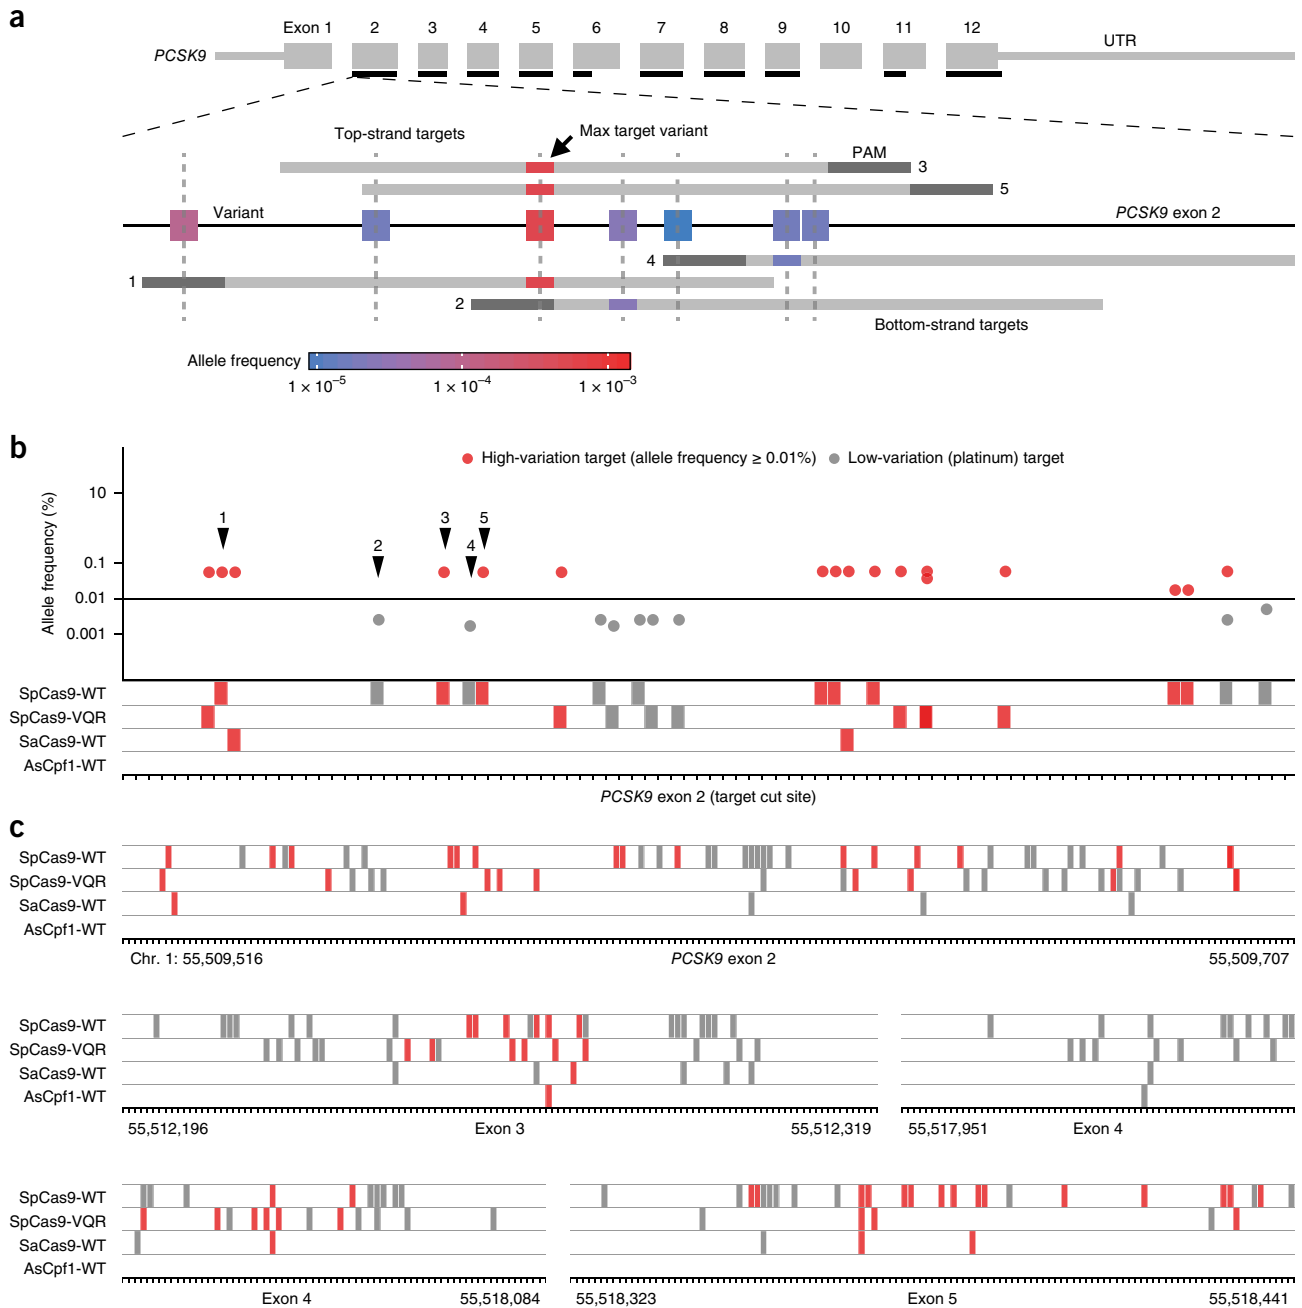 a
Exon 1 2 3 4 5 6 7 8 9 10 11 12
PCSK9
UTR
Top-strand targets
Max target variant
PAM
3
5
Variant
PCSK9 exon 2
4
1
2
Bottom-strand targets
Allele frequency
1 × 10⁻⁵ 1 × 10⁻⁴ 1 × 10⁻³
b
High-variation target (allele frequency ≥ 0.01%) Low-variation (platinum) target
Allele frequency (%)
10
0.1
0.01
0.001
1 2 3 4 5
SpCas9-WT
SpCas9-VQR
SaCas9-WT
AsCpf1-WT
PCSK9 exon 2 (target cut site)
c
SpCas9-WT
SpCas9-VQR
SaCas9-WT
AsCpf1-WT
Chr. 1: 55,509,516 PCSK9 exon 2 55,509,707
SpCas9-WT
SpCas9-VQR
SaCas9-WT
AsCpf1-WT
55,512,196 Exon 3 55,512,319 55,517,951 Exon 4
SpCas9-WT
SpCas9-VQR
SaCas9-WT
AsCpf1-WT
Exon 4 55,518,084 55,518,323 Exon 5 55,518,441